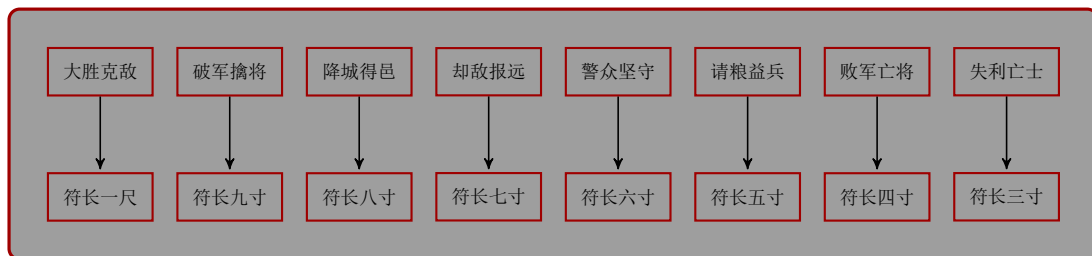 大胜克敌 破军擒将 降城得邑 却敌报远 警众坚守 请粮益兵 败军亡将 失利亡士
符长一尺 符长九寸 符长八寸 符长七寸 符长六寸 符长五寸 符长四寸 符长三寸